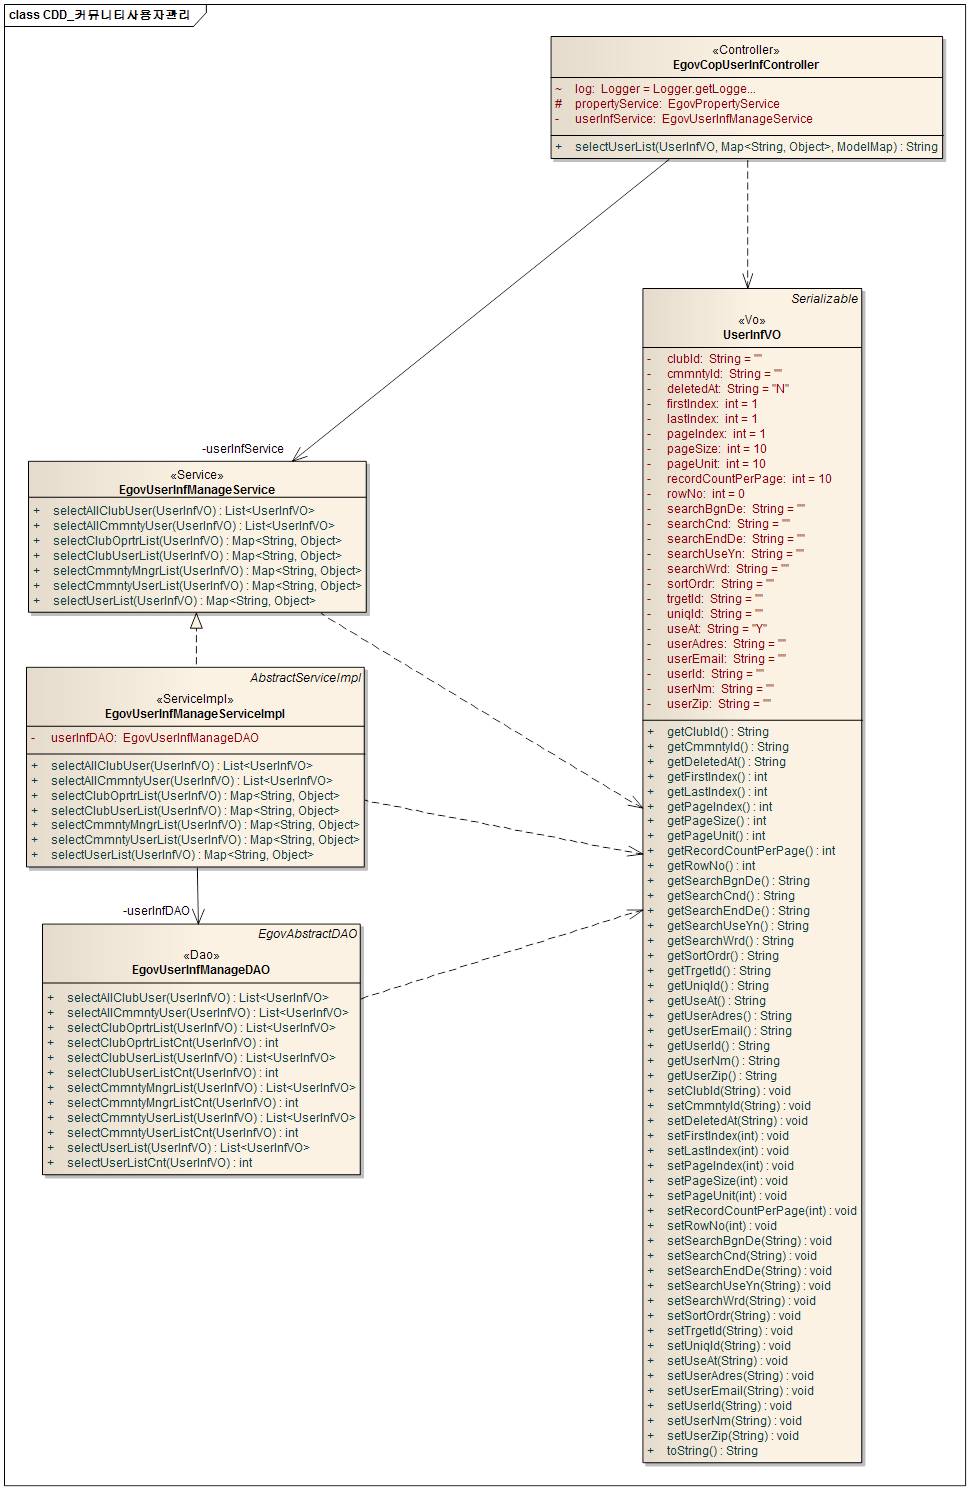 class CDD_커뮤니티사용자관리
«Controller»
EgovCopUserInfController
~ log: Logger = Logger.getLogge...
# propertyService: EgovPropertyService
- userInfService: EgovUserInfManageService
+ selectUserList(UserInfVO, Map<String, Object>, ModelMap) : String
-userInfService
«Service»
EgovUserInfManageService
+ selectAllClubUser(UserInfVO) : List<UserInfVO>
+ selectAllCmmntyUser(UserInfVO) : List<UserInfVO>
+ selectClubOprtrList(UserInfVO) : Map<String, Object>
+ selectClubUserList(UserInfVO) : Map<String, Object>
+ selectCmmntyMngrList(UserInfVO) : Map<String, Object>
+ selectCmmntyUserList(UserInfVO) : Map<String, Object>
+ selectUserList(UserInfVO) : Map<String, Object>
AbstractServiceImpl
«ServiceImpl»
EgovUserInfManageServiceImpl
- userInfDAO: EgovUserInfManageDAO
+ selectAllClubUser(UserInfVO) : List<UserInfVO>
+ selectAllCmmntyUser(UserInfVO) : List<UserInfVO>
+ selectClubOprtrList(UserInfVO) : Map<String, Object>
+ selectClubUserList(UserInfVO) : Map<String, Object>
+ selectCmmntyMngrList(UserInfVO) : Map<String, Object>
+ selectCmmntyUserList(UserInfVO) : Map<String, Object>
+ selectUserList(UserInfVO) : Map<String, Object>
-userInfDAO
EgovAbstractDAO
«Dao»
EgovUserInfManageDAO
+ selectAllClubUser(UserInfVO) : List<UserInfVO>
+ selectAllCmmntyUser(UserInfVO) : List<UserInfVO>
+ selectClubOprtrList(UserInfVO) : List<UserInfVO>
+ selectClubOprtrListCnt(UserInfVO) : int
+ selectClubUserList(UserInfVO) : List<UserInfVO>
+ selectClubUserListCnt(UserInfVO) : int
+ selectCmmntyMngrList(UserInfVO) : List<UserInfVO>
+ selectCmmntyMngrListCnt(UserInfVO) : int
+ selectCmmntyUserList(UserInfVO) : List<UserInfVO>
+ selectCmmntyUserListCnt(UserInfVO) : int
+ selectUserList(UserInfVO) : List<UserInfVO>
+ selectUserListCnt(UserInfVO) : int
Serializable
«Vo»
UserInfVO
- clubId: String = ""
- cmmntyId: String = ""
- deletedAt: String = "N"
- firstIndex: int = 1
- lastIndex: int = 1
- pageIndex: int = 1
- pageSize: int = 10
- pageUnit: int = 10
- recordCountPerPage: int = 10
- rowNo: int = 0
- searchBgnDe: String = ""
- searchCnd: String = ""
- searchEndDe: String = ""
- searchUseYn: String = ""
- searchWrd: String = ""
- sortOrdr: String = ""
- trgetId: String = ""
- uniqId: String = ""
- useAt: String = "Y"
- userAdres: String = ""
- userEmail: String = ""
- userId: String = ""
- userNm: String = ""
- userZip: String = ""
+ getClubId() : String
+ getCmmntyId() : String
+ getDeletedAt() : String
+ getFirstIndex() : int
+ getLastIndex() : int
+ getPageIndex() : int
+ getPageSize() : int
+ getPageUnit() : int
+ getRecordCountPerPage() : int
+ getRowNo() : int
+ getSearchBgnDe() : String
+ getSearchCnd() : String
+ getSearchEndDe() : String
+ getSearchUseYn() : String
+ getSearchWrd() : String
+ getSortOrdr() : String
+ getTrgetId() : String
+ getUniqId() : String
+ getUseAt() : String
+ getUserAdres() : String
+ getUserEmail() : String
+ getUserId() : String
+ getUserNm() : String
+ getUserZip() : String
+ setClubId(String) : void
+ setCmmntyId(String) : void
+ setDeletedAt(String) : void
+ setFirstIndex(int) : void
+ setLastIndex(int) : void
+ setPageIndex(int) : void
+ setPageSize(int) : void
+ setPageUnit(int) : void
+ setRecordCountPerPage(int) : void
+ setRowNo(int) : void
+ setSearchBgnDe(String) : void
+ setSearchCnd(String) : void
+ setSearchEndDe(String) : void
+ setSearchUseYn(String) : void
+ setSearchWrd(String) : void
+ setSortOrdr(String) : void
+ setTrgetId(String) : void
+ setUniqId(String) : void
+ setUseAt(String) : void
+ setUserAdres(String) : void
+ setUserEmail(String) : void
+ setUserId(String) : void
+ setUserNm(String) : void
+ setUserZip(String) : void
+ toString() : String